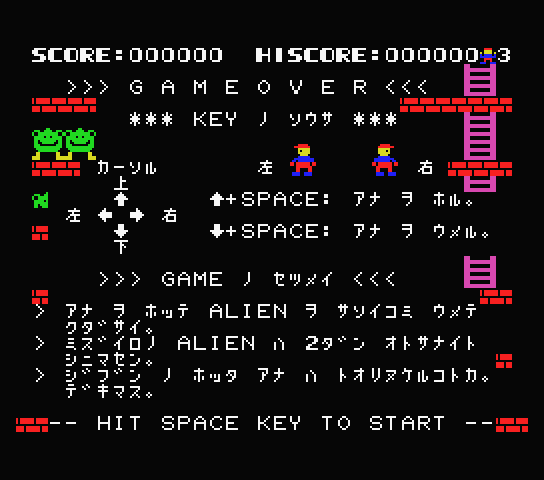 SCORE:000000 HISCORE:000000 3
>>> G A M E O V E R <<<
*** KEY ノ ソウサ ***
カーソル
左 右
上
↑+SPACE: アナ ヲ ホル。
左 ← → 右
↓+SPACE: アナ ヲ ウメル。
下
>>> GAME ノ セツメイ <<<
> アナ ヲ ホッテ ALIEN ヲ サソイコミ ウメテ
クダサイ。
> ミズイロノ ALIEN ハ 2ダン オトサナイト
シニマセン。
> ジブン ノ ホッタ アナ ハ トオリヌケルコトカ。
デキマス。
-- HIT SPACE KEY TO START --